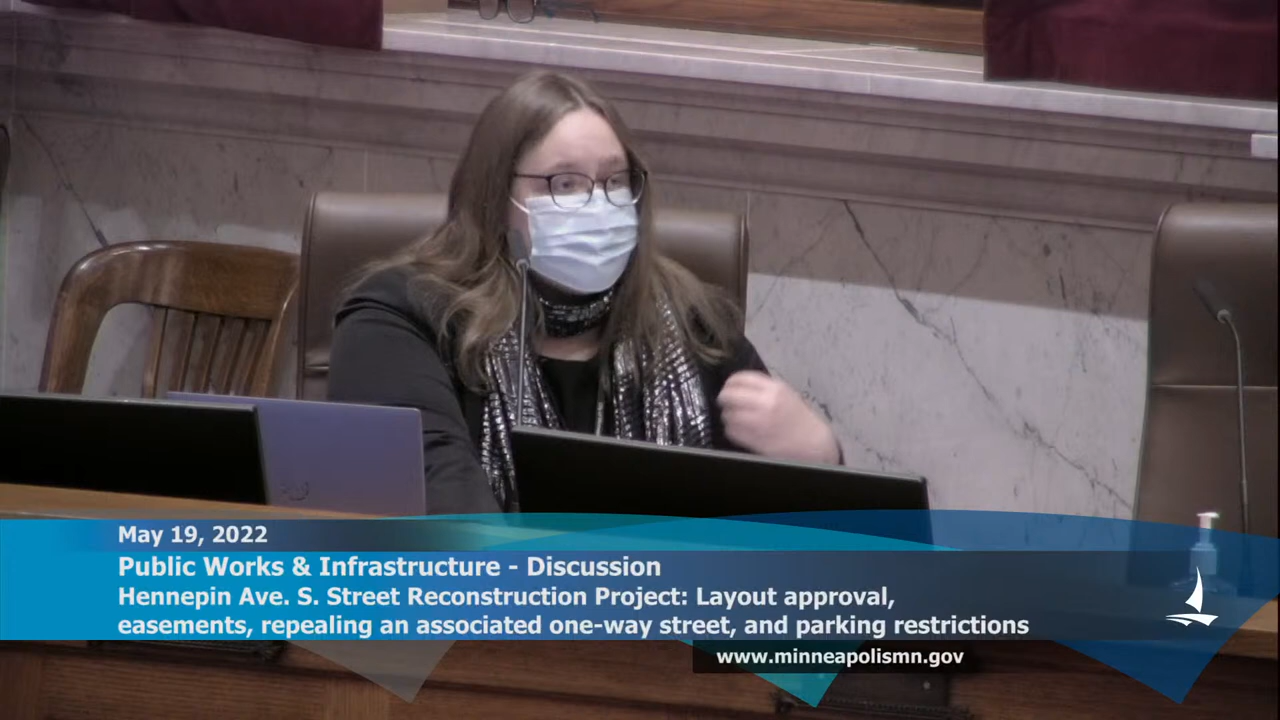 May 19, 2022
Public Works & Infrastructure - Discussion
Hennepin Ave. S. Street Reconstruction Project: Layout approval,
easements, repealing an associated one-way street, and parking restrictions
www.minneapolismn.gov